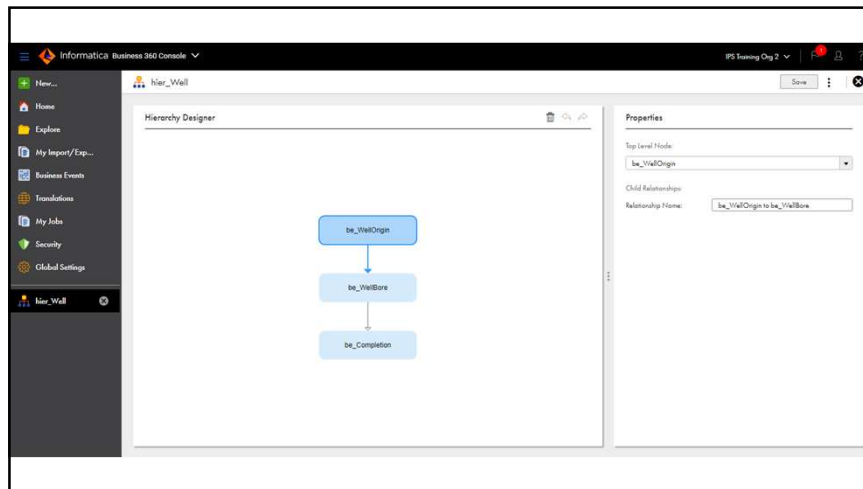 Informatica Business 360 Console
IPS Training Org 2
1
?
New...
Home
Explore
My Import/Exp...
Business Events
Translations
My Jobs
Security
Global Settings
hier_Well
hier_Well
Save
Hierarchy Designer
be_WellOrigin
be_WellBore
be_Completion
Properties
Top Level Node:
be_WellOrigin
Child Relationships
Relationship Name: be_WellOrigin to be_WellBore